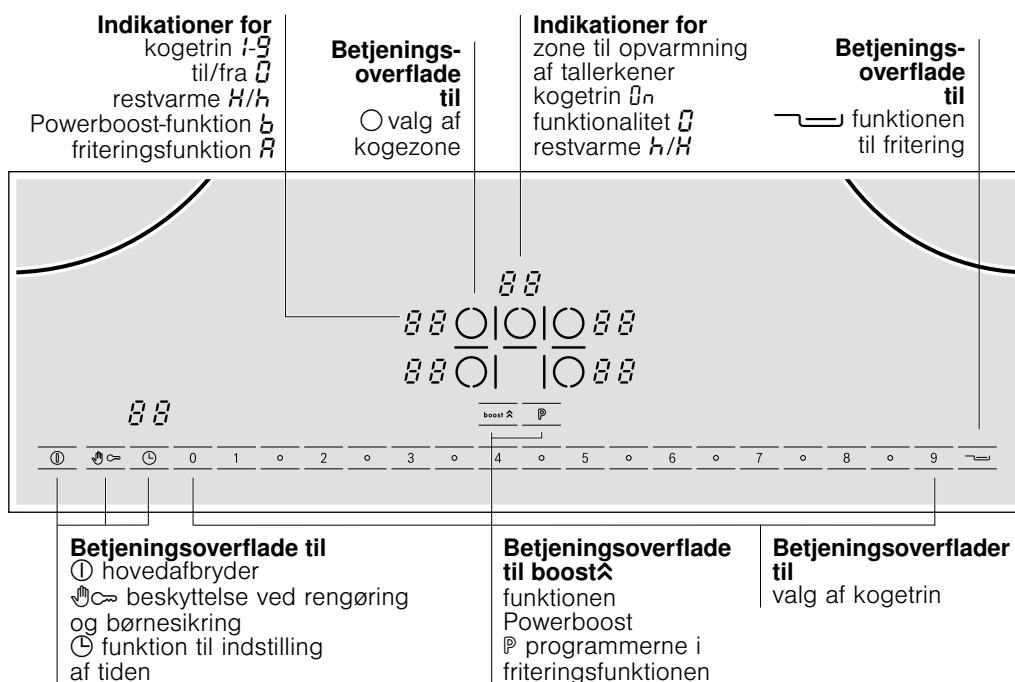 Indikationer for
kogetrin 1-9
til/fra 0
restvarme H/h
Powerboost-funktion b
friteringsfunktion A
Betjenings-
overflade
til
○ valg af
kogezone
Indikationer for
zone til opvarmning
af tallerkener
kogetrin 0n
funktionalitet 0
restvarme h/H
Betjenings-
overflade
til
funktionen
til fritering
88
88 88
88 88
88
boost P
0 1 o 2 o 3 o 4 o 5 o 6 o 7 o 8 o 9
Betjeningsoverflade til
hovedafbryder
beskyttelse ved rengøring
og børnesikring
funktion til indstilling
af tiden
Betjeningsoverflade
til boost
funktionen
Powerboost
P programmerne i
friteringsfunktionen
Betjeningsoverflader
til
valg af kogetrin